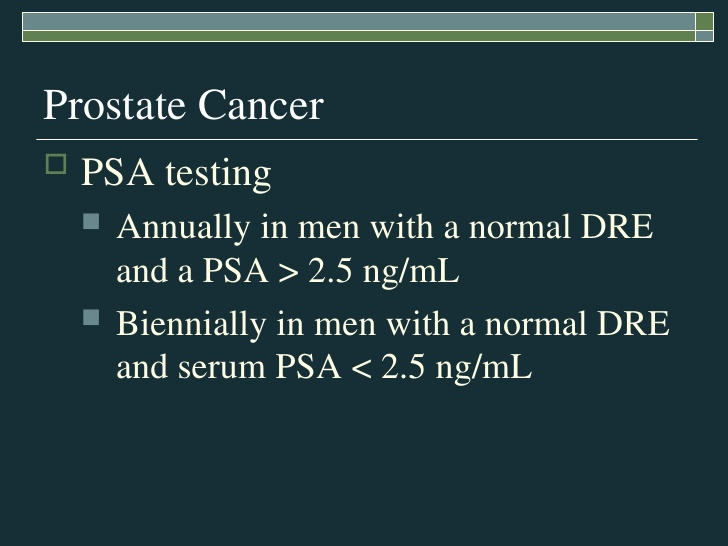 Prostate Cancer
PSA testing
Annually in men with a normal DRE
and a PSA > 2.5 ng/mL
Biennially in men with a normal DRE
and serum PSA < 2.5 ng/mL